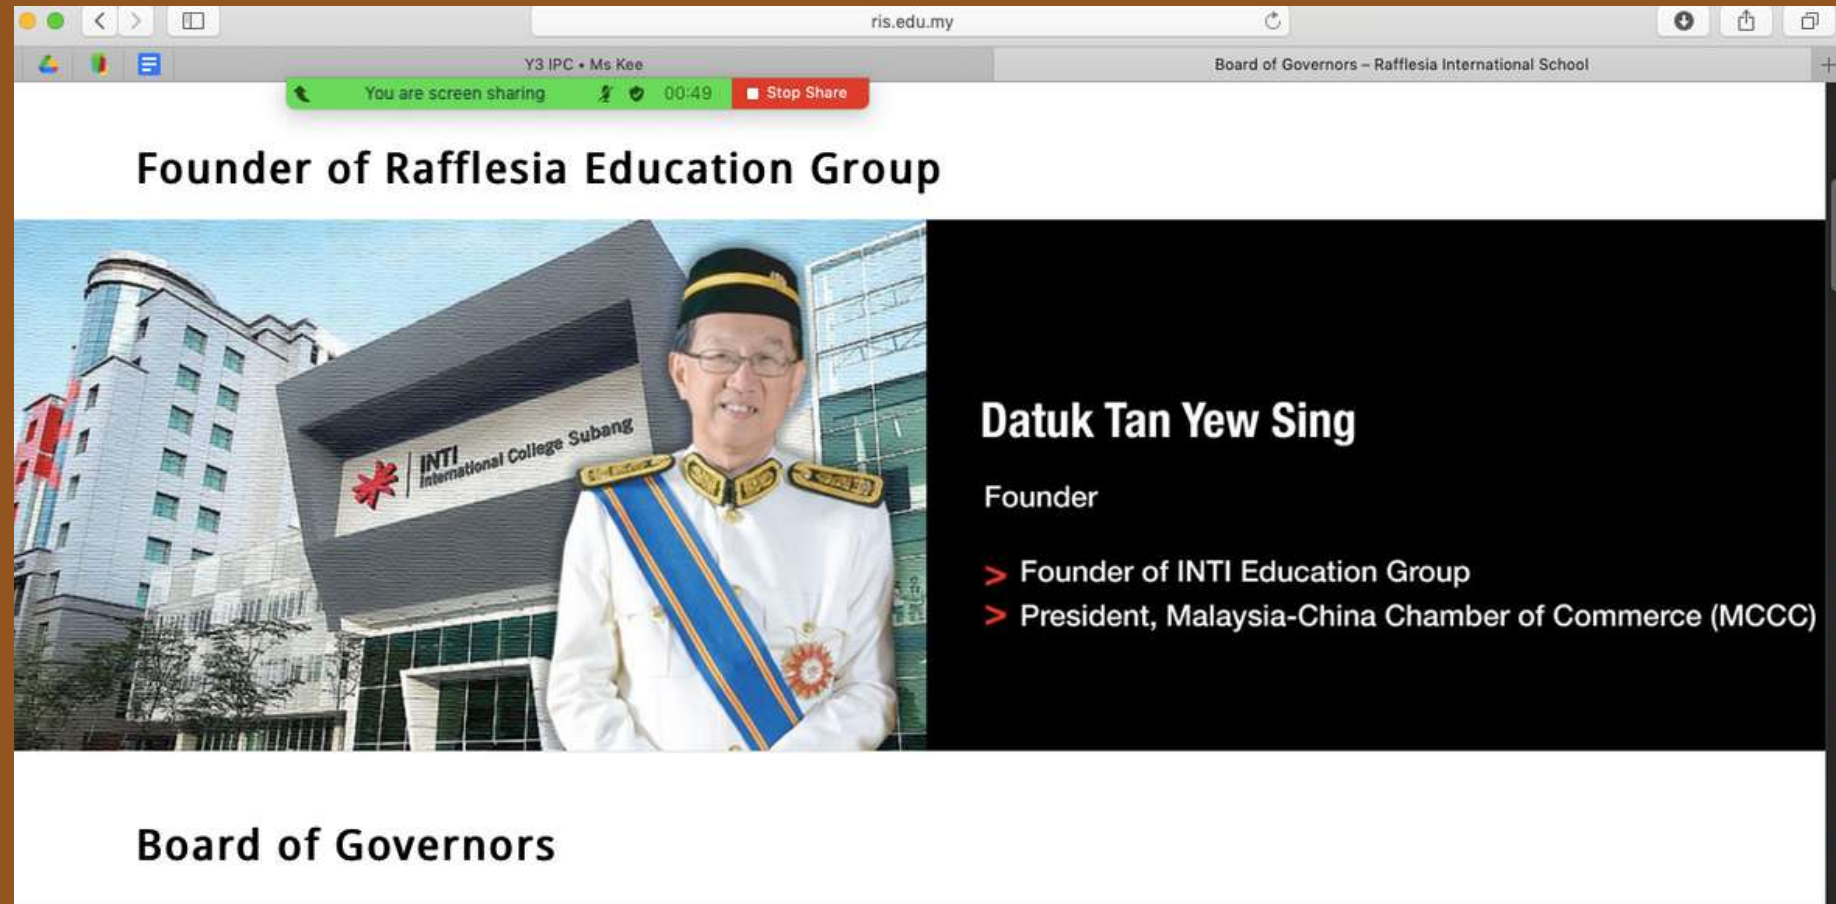 ris.edu.my
Y3 IPC • Ms Kee
Board of Governors – Rafflesia International School
You are screen sharing
00:49
Stop Share
Founder of Rafflesia Education Group
INTI
International College Subang
Datuk Tan Yew Sing
Founder
> Founder of INTI Education Group
> President, Malaysia-China Chamber of Commerce (MCCC)
Board of Governors